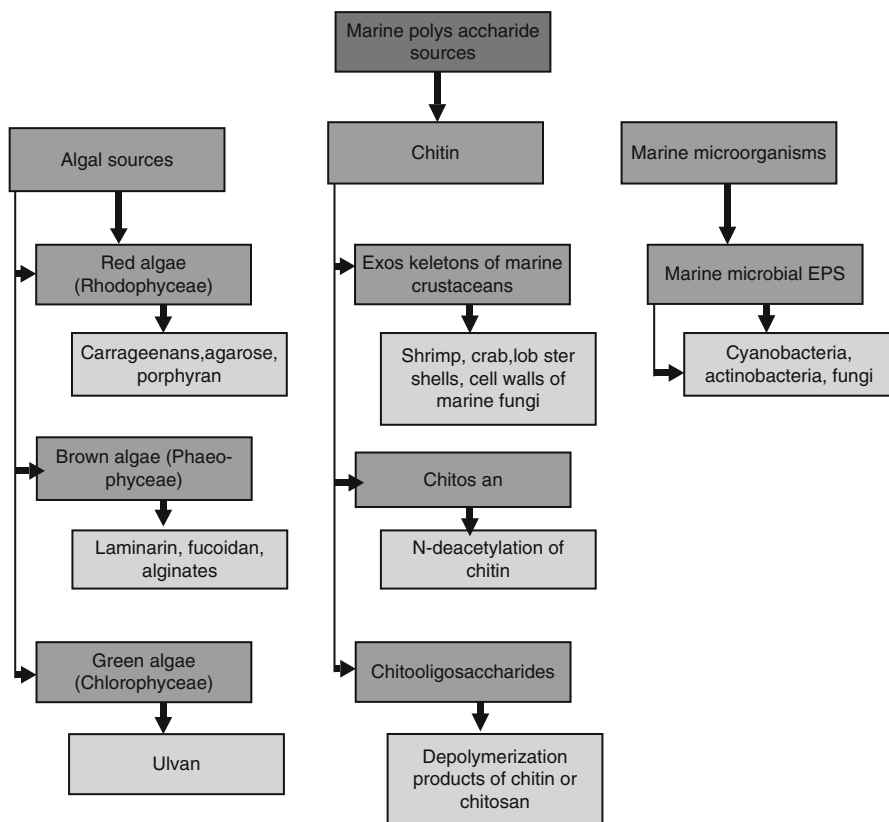 Marine polys accharide
sources
Algal sources
Chitin
Marine microorganisms
Red algae
(Rhodophyceae)
Carrageenans,agarose,
porphyran
Brown algae (Phaeo-
phyceae)
Laminarin, fucoidan,
alginates
Green algae
(Chlorophyceae)
Ulvan
Exos keletons of marine
crustaceans
Shrimp, crab,lob ster
shells, cell walls of
marine fungi
Chitos an
N-deacetylation of
chitin
Chitooligosaccharides
Depolymerization
products of chitin or
chitosan
Marine microbial EPS
Cyanobacteria,
actinobacteria, fungi